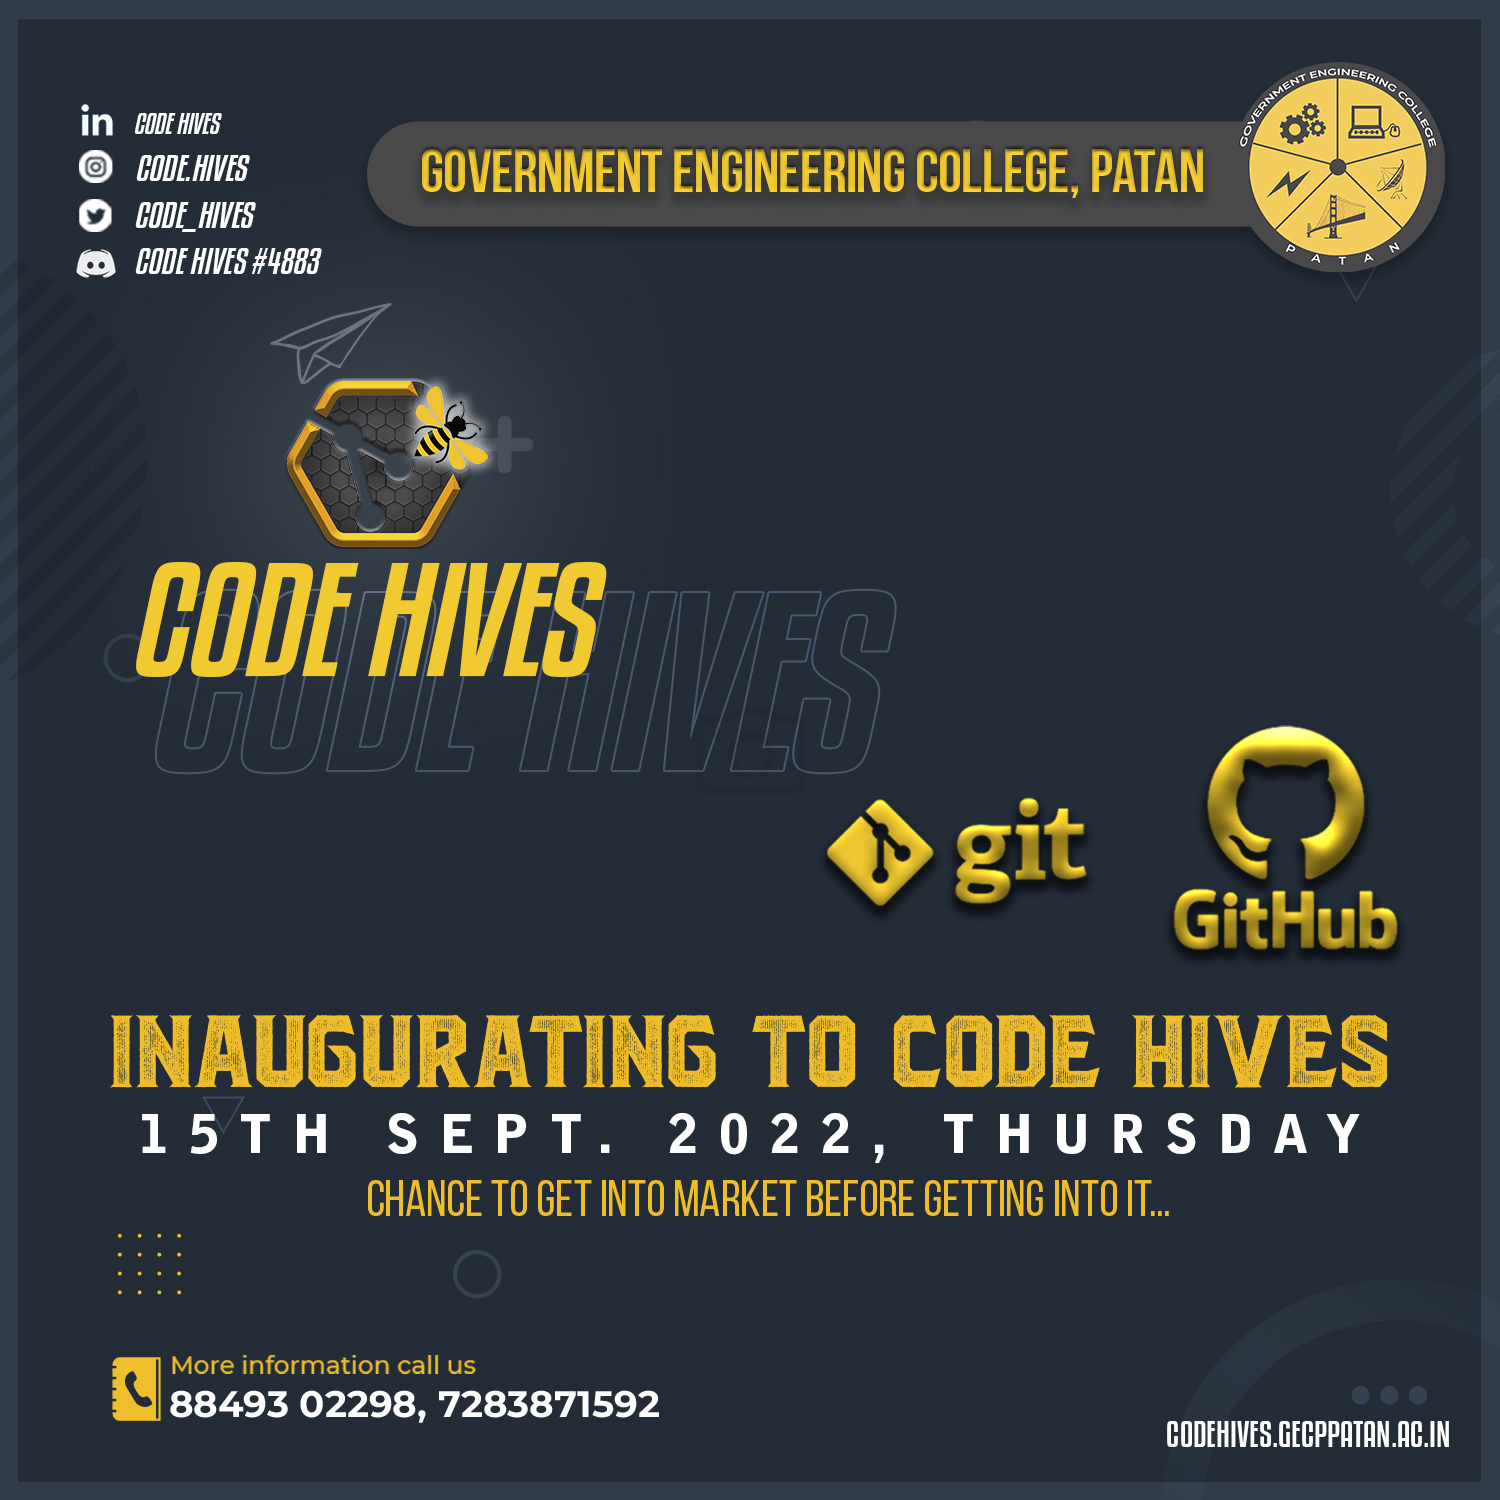 CODE HIVES
CODE.HIVES
CODE_HIVES
CODE HIVES #4883
GOVERNMENT ENGINEERING COLLEGE, PATAN
GOVERNMENT ENGINEERING COLLEGE
PATAN
CODE HIVES
CODE HIVES
git
GitHub
INAUGURATING TO CODE HIVES
15TH SEPT. 2022, THURSDAY
CHANCE TO GET INTO MARKET BEFORE GETTING INTO IT...
More information call us
88493 02298, 7283871592
CODEHIVES.GECPPATAN.AC.IN